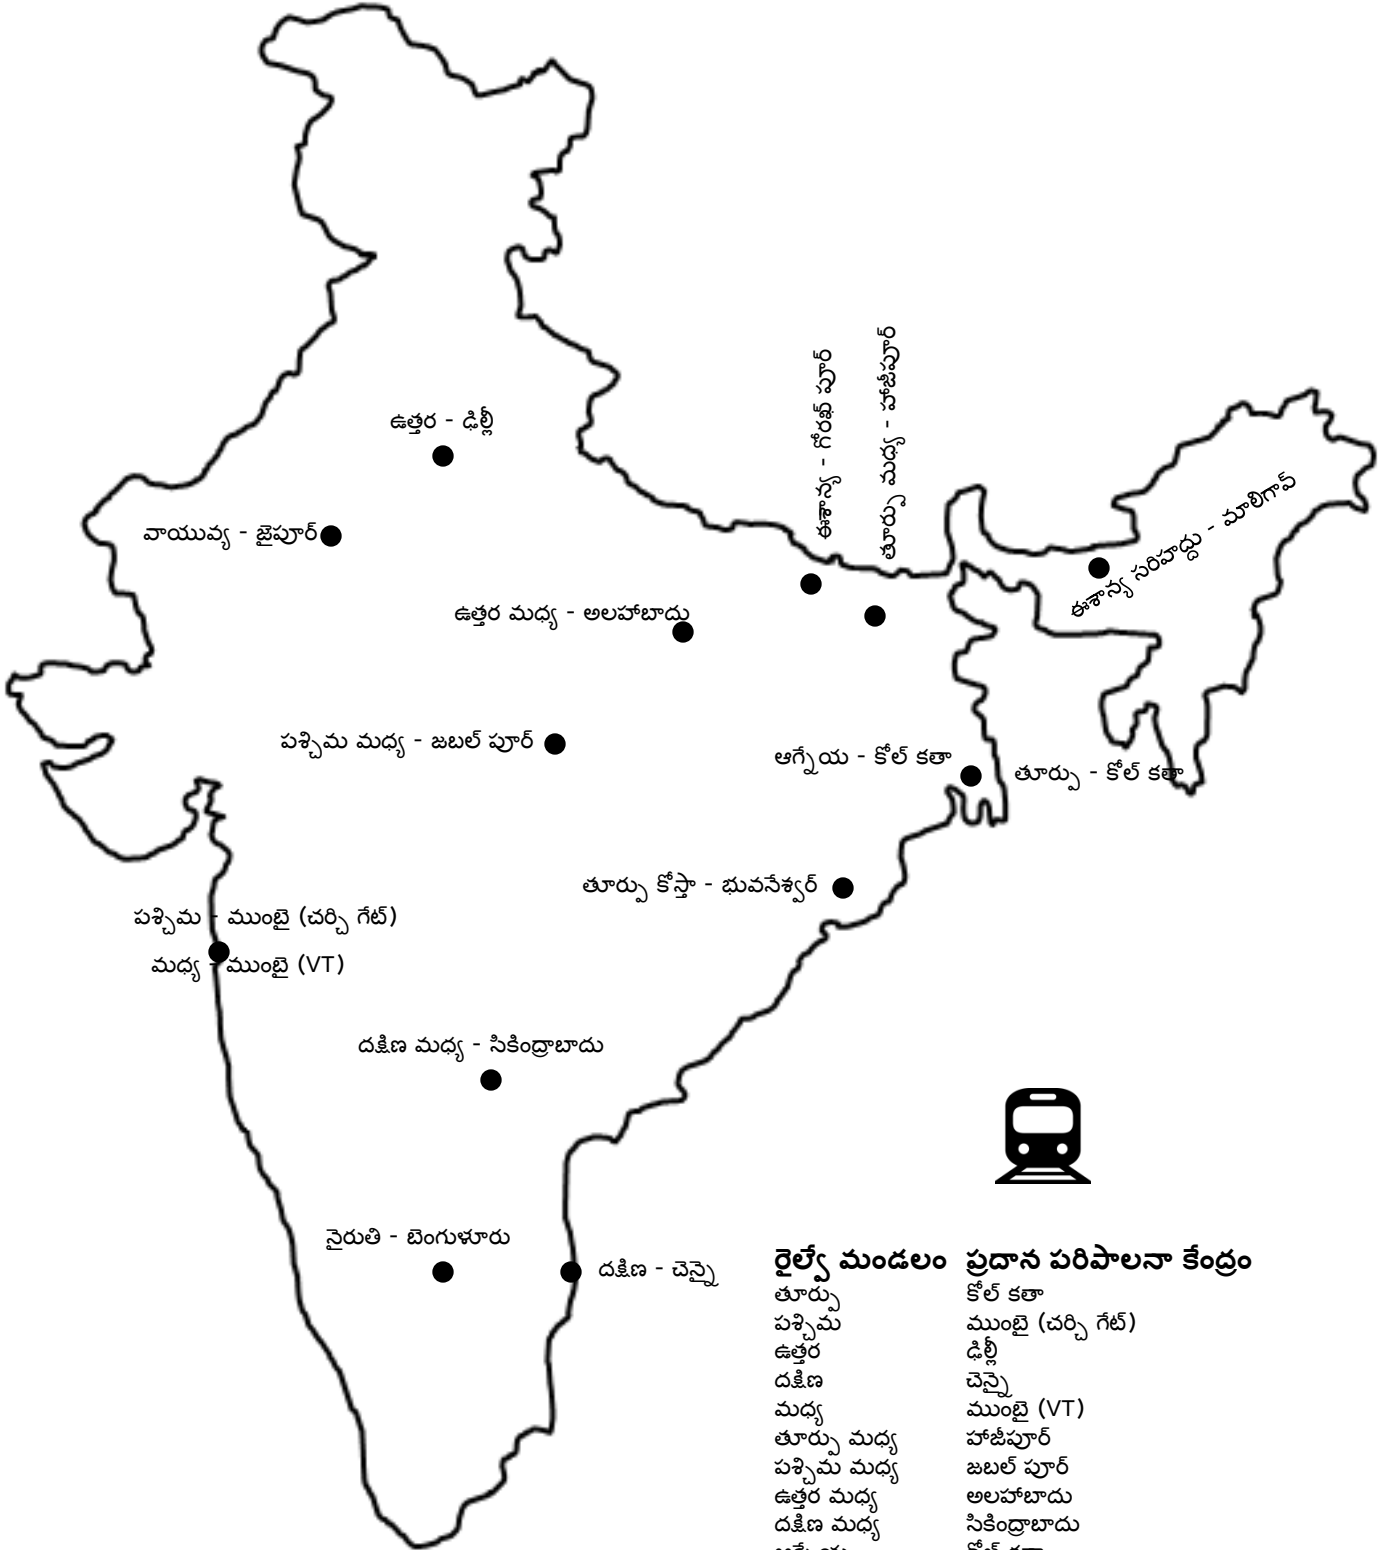 ఈశాన్య - గోరఖ్ పూర్
తూర్పు మధ్య - హాజీపూర్
ఉత్తర - ఢిల్లీ
ఈశాన్య సరిహద్దు - మాలిగావ్
వాయువ్య - జైపూర్
ఉత్తర మధ్య - అలహాబాదు
పశ్చిమ మధ్య - జబల్ పూర్
ఆగ్నేయ - కోల్ కతా
తూర్పు - కోల్ కతా
తూర్పు కోస్తా - భువనేశ్వర్
పశ్చిమ - ముంబై (చర్చి గేట్)
మధ్య - ముంబై (VT)
దక్షిణ మధ్య - సికింద్రాబాదు
నైరుతి - బెంగుళూరు
దక్షిణ - చెన్నై
రైల్వే మండలం ప్రదాన పరిపాలనా కేంద్రం
తూర్పు కోల్ కతా
పశ్చిమ ముంబై (చర్చి గేట్)
ఉత్తర ఢిల్లీ
దక్షిణ చెన్నై
మధ్య ముంబై (VT)
తూర్పు మధ్య హాజీపూర్
పశ్చిమ మధ్య జబల్ పూర్
ఉత్తర మధ్య అలహాబాదు
దక్షిణ మధ్య సికింద్రాబాదు